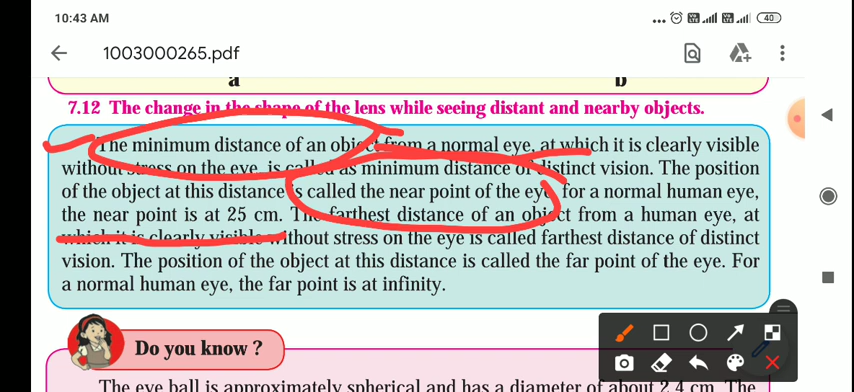 10:43 AM
40
1003000265.pdf
a b
7.12 The change in the shape of the lens while seeing distant and nearby objects.
The minimum distance of an object from a normal eye, at which it is clearly visible
without stress on the eye, is called as minimum distance of distinct vision. The position
of the object at this distance is called the near point of the eye, for a normal human eye,
the near point is at 25 cm. The farthest distance of an object from a human eye, at
which it is clearly visible without stress on the eye is called farthest distance of distinct
vision. The position of the object at this distance is called the far point of the eye. For
a normal human eye, the far point is at infinity.
Do you know ?
The eye ball is approximately spherical and has a diameter of about 2.4 cm. The